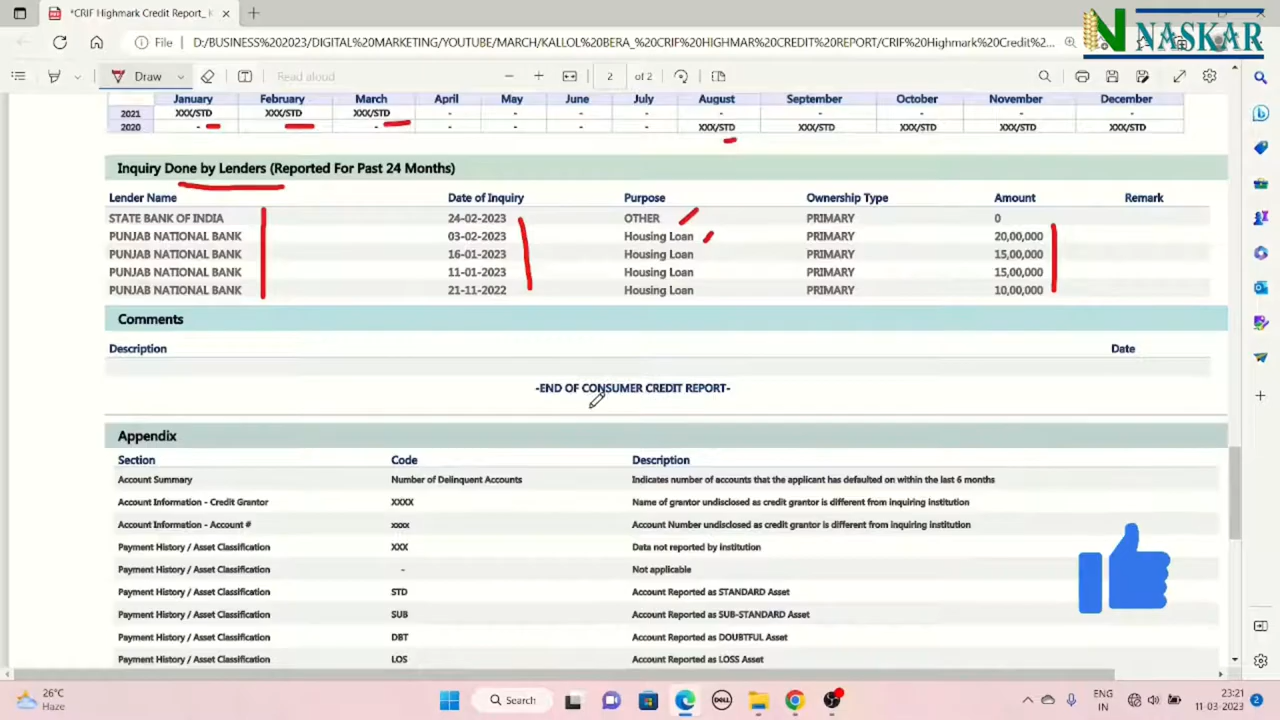 *CRIF Highmark Credit Report_
NASKAR
File D:/BUSINESS%202023/DIGITAL%20MARKETING/YOUTUBE/MARCH/KALLOL%20BERA_%20CRIF%20HIGHMAR%20CREDIT%20REPORT/CRIF%20Highmark%20Credit%2...
Draw Read aloud 2 of 2
January February March April May June July August September October November December
2021 XXX/STD XXX/STD XXX/STD - - - - - - - - -
2020 - - - - - - - XXX/STD XXX/STD XXX/STD XXX/STD XXX/STD
Inquiry Done by Lenders (Reported For Past 24 Months)
Lender Name Date of Inquiry Purpose Ownership Type Amount Remark
STATE BANK OF INDIA 24-02-2023 OTHER PRIMARY 0
PUNJAB NATIONAL BANK 03-02-2023 Housing Loan PRIMARY 20,00,000
PUNJAB NATIONAL BANK 16-01-2023 Housing Loan PRIMARY 15,00,000
PUNJAB NATIONAL BANK 11-01-2023 Housing Loan PRIMARY 15,00,000
PUNJAB NATIONAL BANK 21-11-2022 Housing Loan PRIMARY 10,00,000
Comments
Description Date
-END OF CONSUMER CREDIT REPORT-
Appendix
Section Code Description
Account Summary Number of Delinquent Accounts Indicates number of accounts that the applicant has defaulted on within the last 6 months
Account Information - Credit Grantor XXXX Name of grantor undisclosed as credit grantor is different from inquiring institution
Account Information - Account # xxxx Account Number undisclosed as credit grantor is different from inquiring institution
Payment History / Asset Classification XXX Data not reported by institution
Payment History / Asset Classification - Not applicable
Payment History / Asset Classification STD Account Reported as STANDARD Asset
Payment History / Asset Classification SUB Account Reported as SUB-STANDARD Asset
Payment History / Asset Classification DBT Account Reported as DOUBTFUL Asset
Payment History / Asset Classification LOS Account Reported as LOSS Asset
26°C
Haze
Search
DELL
ENG
IN
23:21
11-03-2023
2